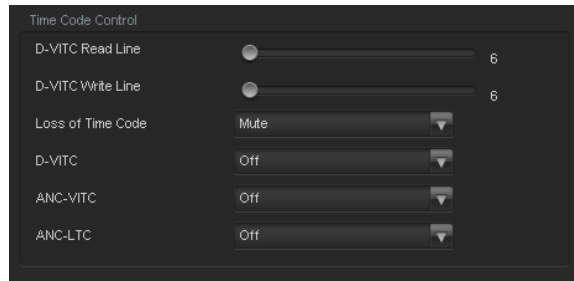 Time Code Control
D-VITC Read Line 6
D-VITC Write Line 6
Loss of Time Code Mute
D-VITC Off
ANC-VITC Off
ANC-LTC Off